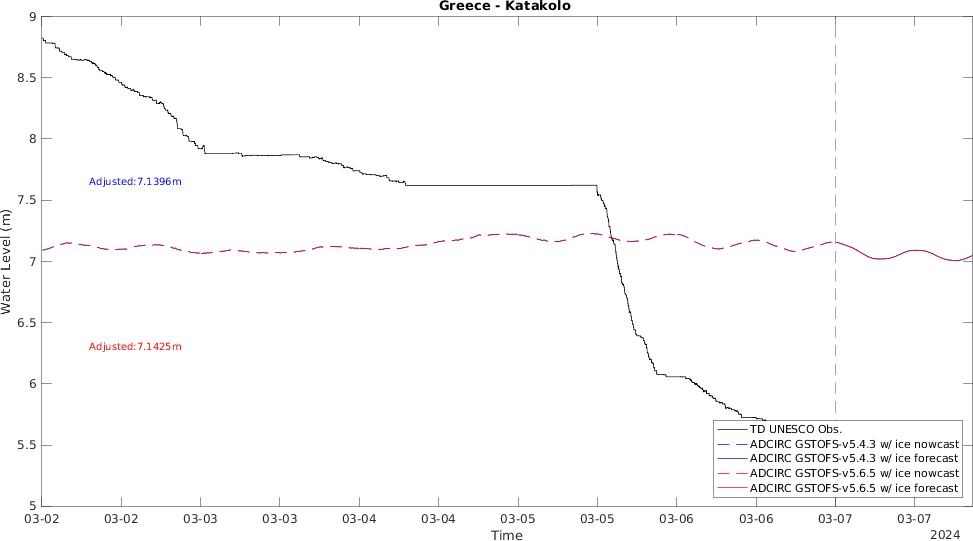 Greece - Katakolo
9
8.5
8
7.5
7
6.5
6
5.5
5
Water Level (m)
Adjusted:7.1396m
Adjusted:7.1425m
TD UNESCO Obs.
ADCIRC GSTOFS-v5.4.3 w/ ice nowcast
ADCIRC GSTOFS-v5.4.3 w/ ice forecast
ADCIRC GSTOFS-v5.6.5 w/ ice nowcast
ADCIRC GSTOFS-v5.6.5 w/ ice forecast
03-02 03-02 03-03 03-03 03-04 03-04 03-05 03-05 03-06 03-06 03-07 03-07
Time
2024